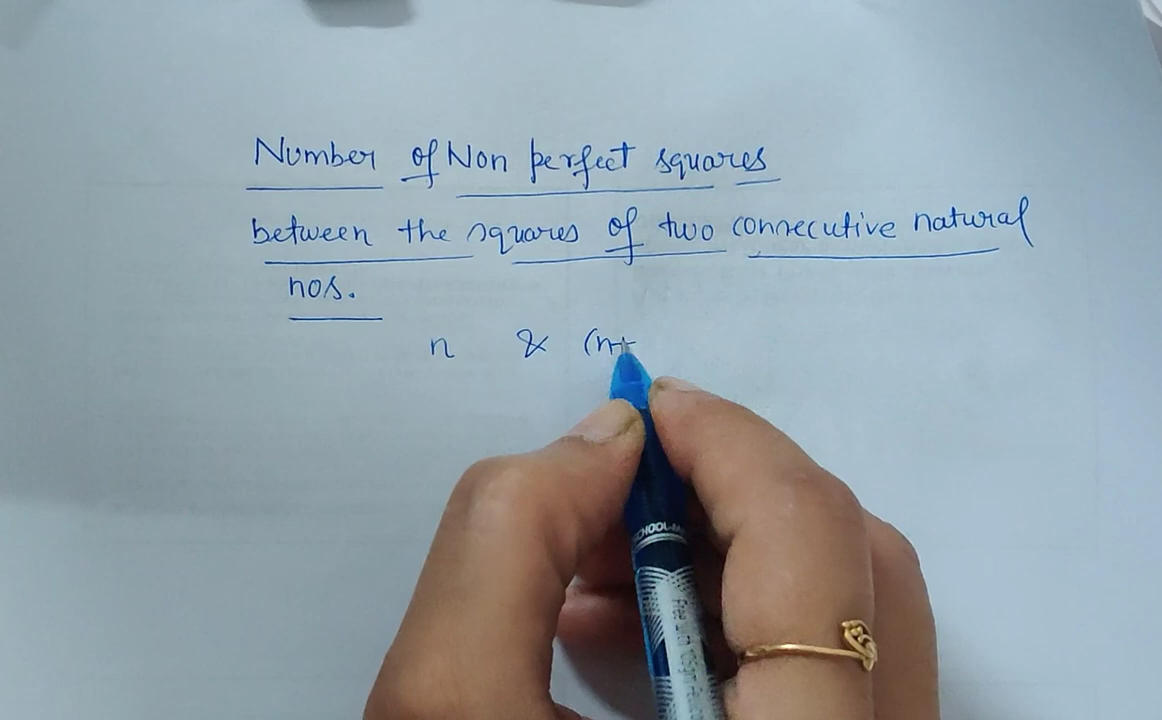 Number of Non perfect squares
between the squares of two consecutive natural
nos.
n & (n+